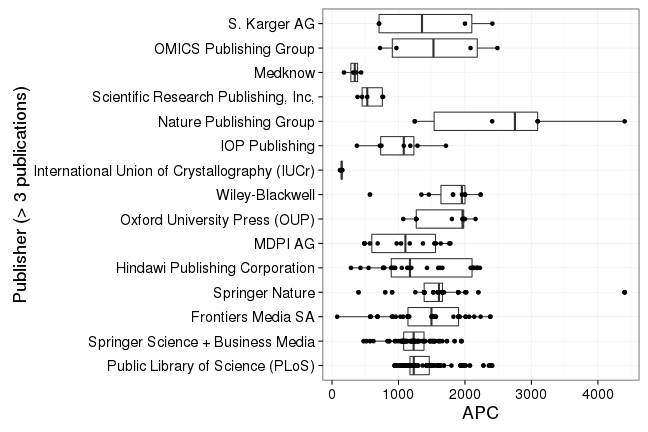 S. Karger AG
OMICS Publishing Group
Medknow
Scientific Research Publishing, Inc,
Nature Publishing Group
IOP Publishing
International Union of Crystallography (IUCr)
Wiley-Blackwell
Oxford University Press (OUP)
MDPI AG
Hindawi Publishing Corporation
Springer Nature
Frontiers Media SA
Springer Science + Business Media
Public Library of Science (PLoS)
Publisher (> 3 publications)
0 1000 2000 3000 4000
APC